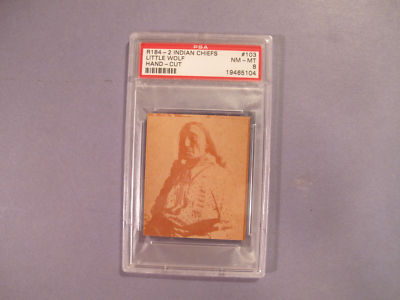 PSA
R184-2 INDIAN CHIEFS #103
LITTLE WOLF NM-MT
HAND-CUT 8
19465104